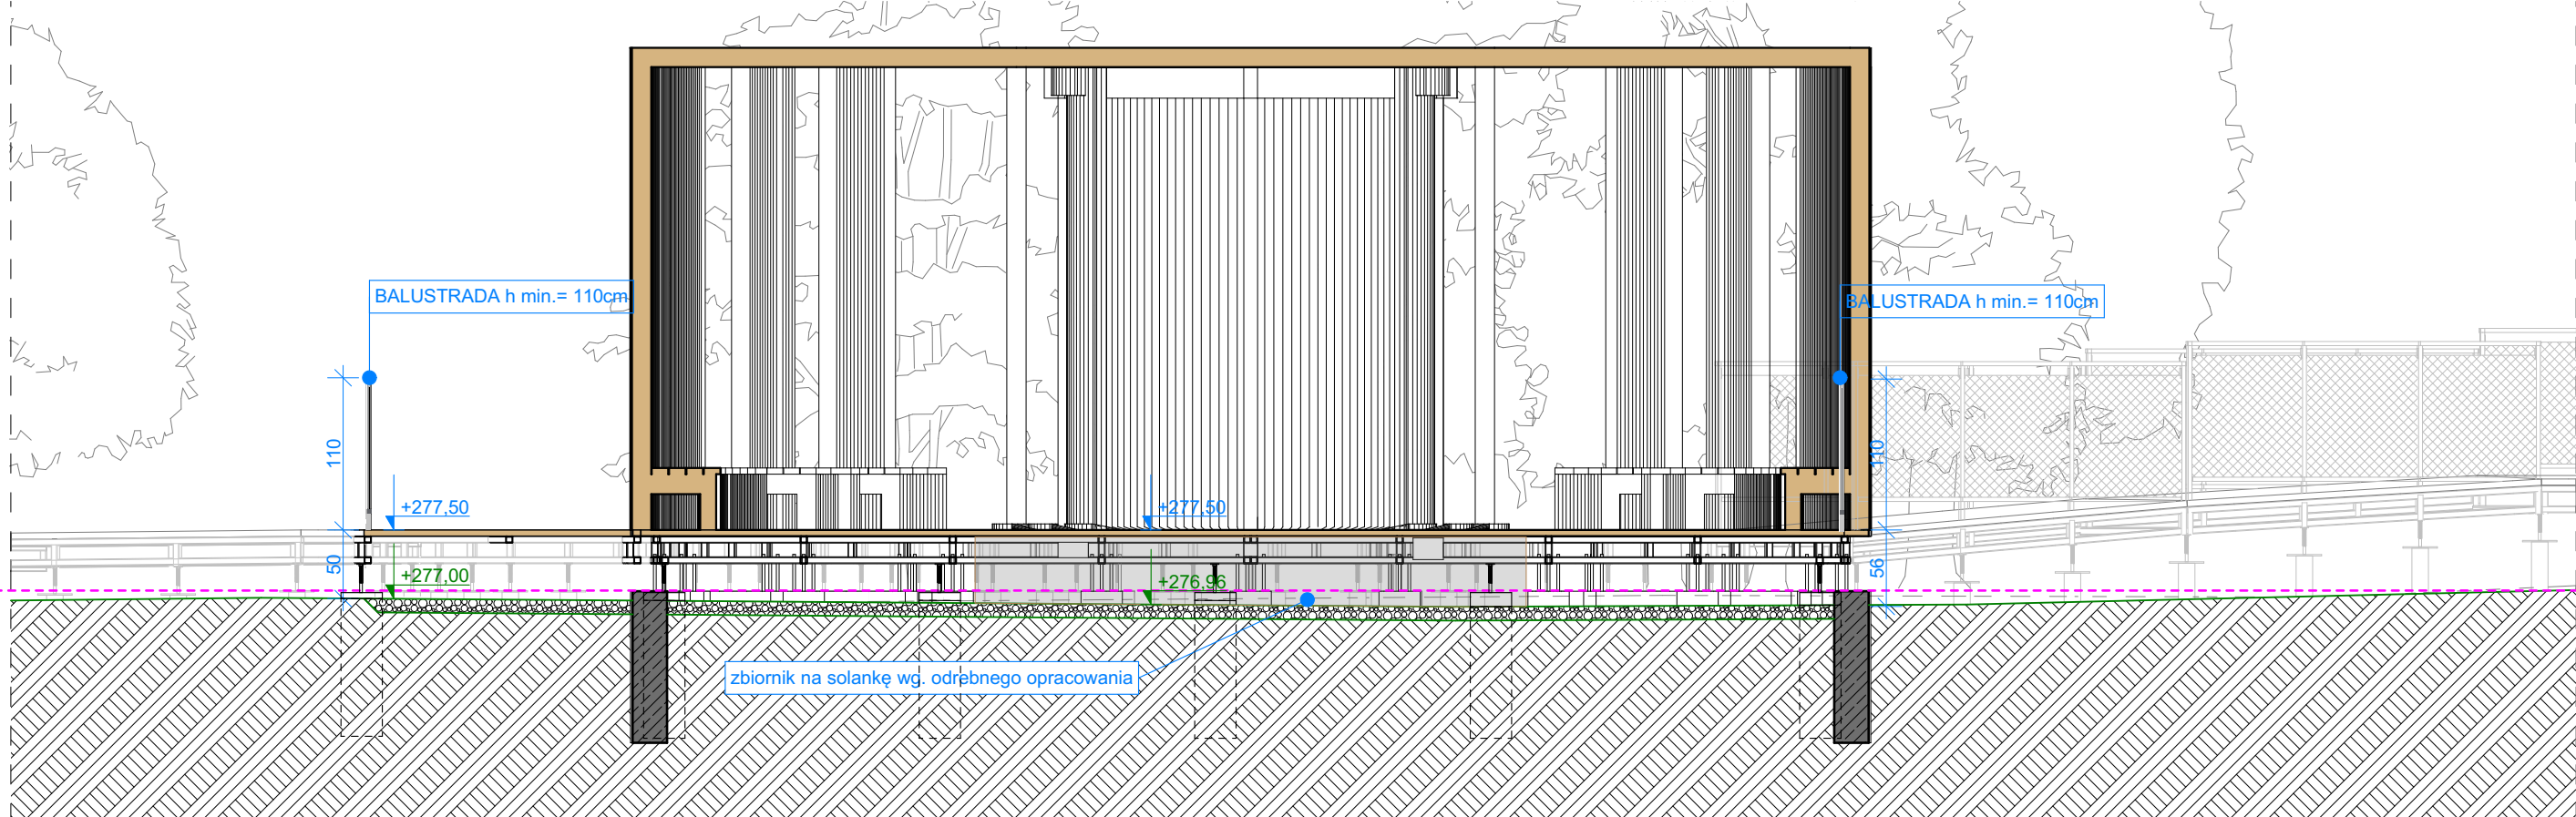 BALUSTRADA h min.= 110cm
BALUSTRADA h min.= 110cm
110
110
+277,50
+277,50
50
+277,00
+276,96
56
zbiornik na solankę wg. odrebnego opracowania